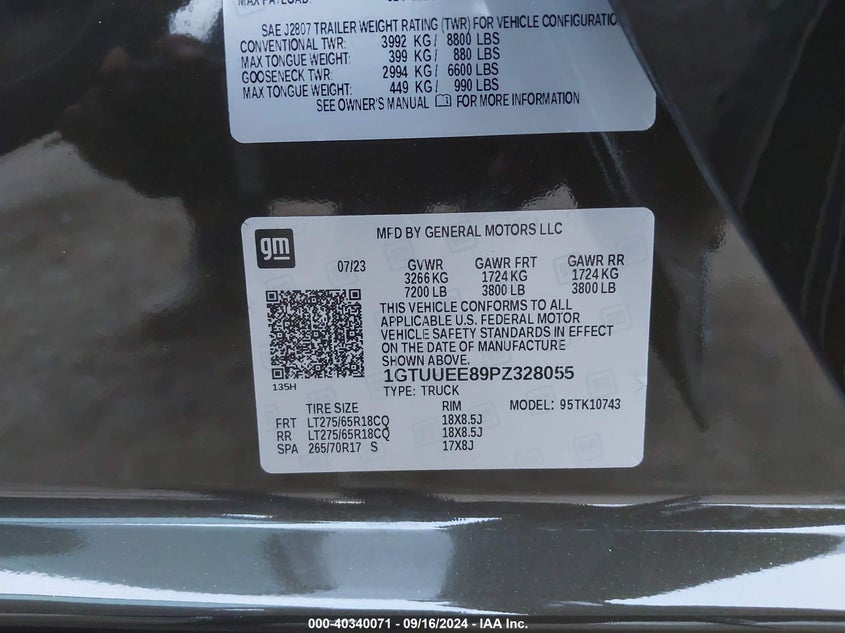 MAX PAYLOAD:
SAE J2807 TRAILER WEIGHT RATING (TWR) FOR VEHICLE CONFIGURATION
CONVENTIONAL TWR: 3992 KG/ 8800 LBS
MAX TONGUE WEIGHT: 399 KG/ 880 LBS
GOOSENECK TWR: 2994 KG/ 6600 LBS
MAX TONGUE WEIGHT: 449 KG/ 990 LBS
SEE OWNER'S MANUAL FOR MORE INFORMATION
gm
MFD BY GENERAL MOTORS LLC
07/23 GVWR GAWR FRT GAWR RR
3266 KG 1724 KG 1724 KG
7200 LB 3800 LB 3800 LB
THIS VEHICLE CONFORMS TO ALL
APPLICABLE U.S. FEDERAL MOTOR
VEHICLE SAFETY STANDARDS IN EFFECT
ON THE DATE OF MANUFACTURE
SHOWN ABOVE.
135H
1GTUUEE89PZ328055
TYPE: TRUCK
TIRE SIZE RIM MODEL: 95TK10743
FRT LT275/65R18CQ 18X8.5J
RR LT275/65R18CQ 18X8.5J
SPA 265/70R17 S 17X8J
000-40340071 - 09/16/2024 - IAA Inc.